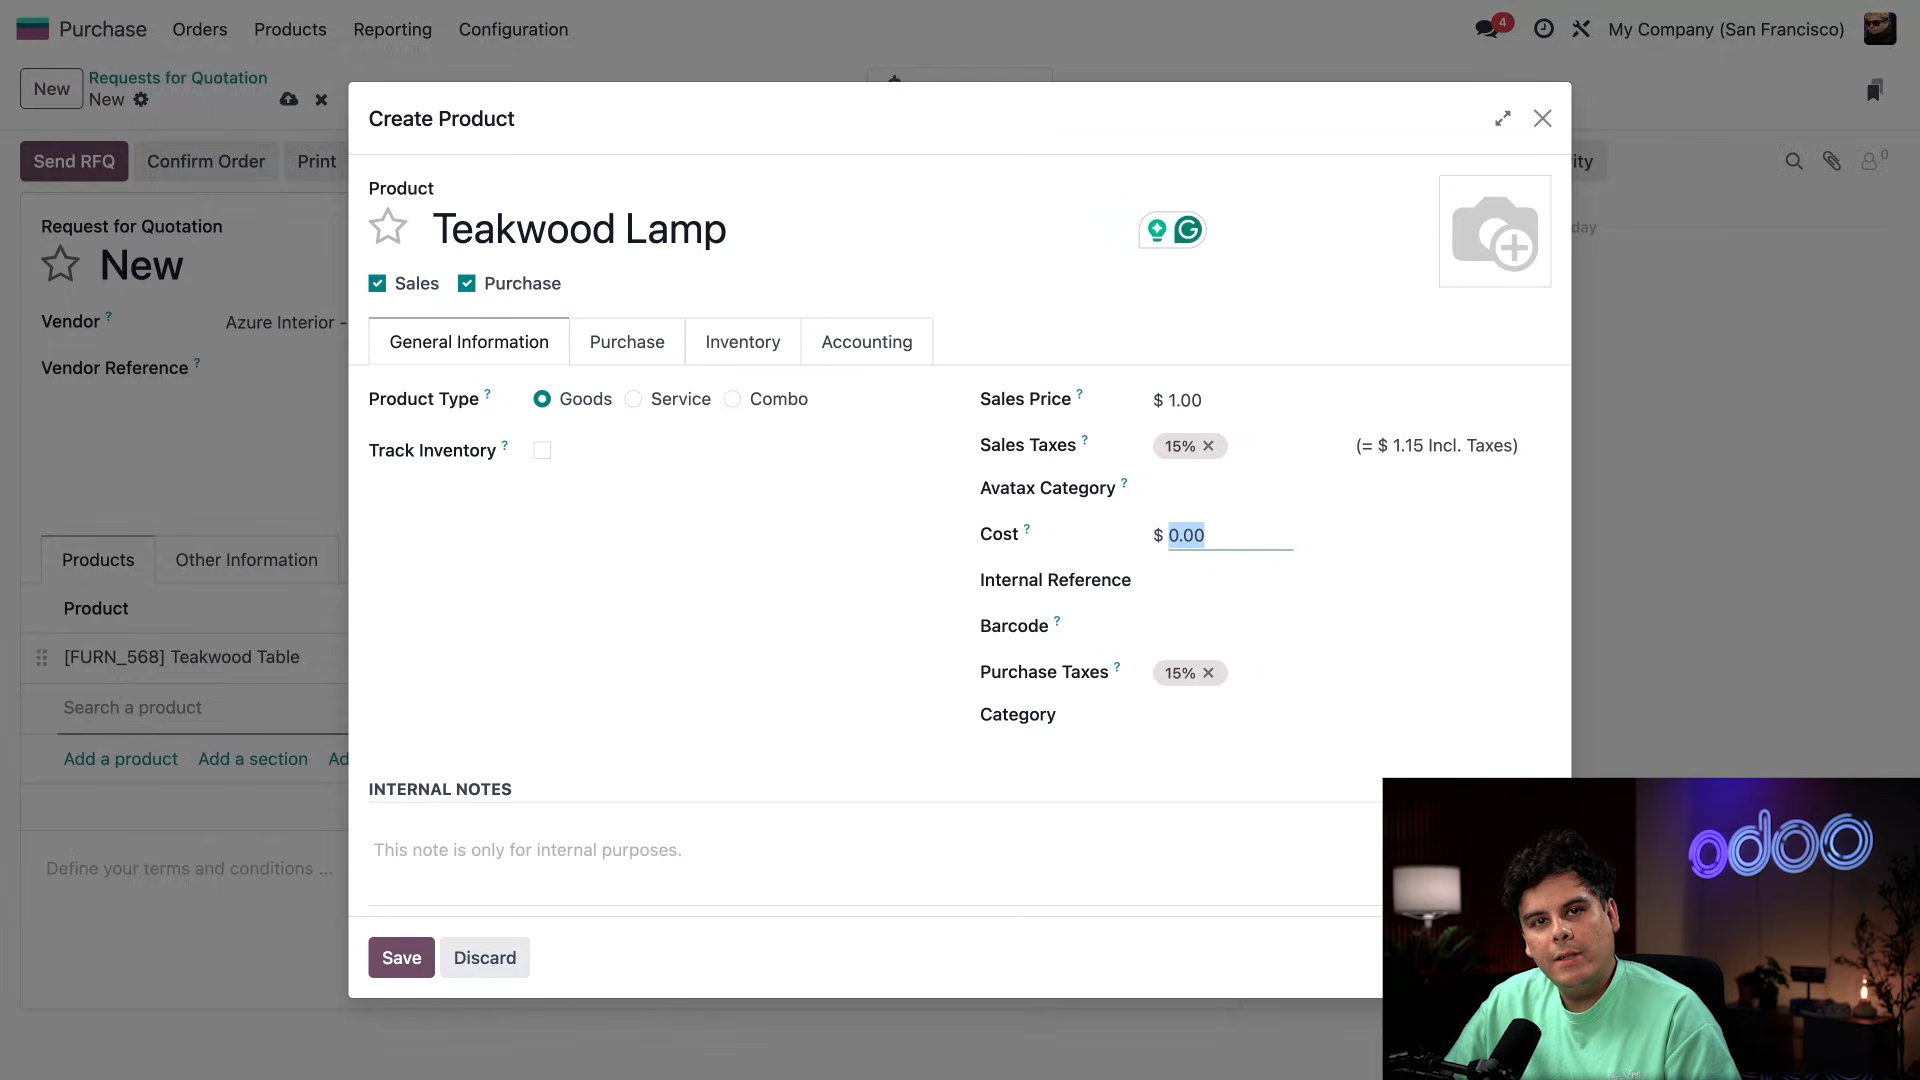 Purchase Orders Products Reporting Configuration
4 My Company (San Francisco)
New Requests for Quotation
New
Send RFQ Confirm Order Print
ity
0
day
Request for Quotation
New
Vendor ? Azure Interior -
Vendor Reference ?
Products Other Information
Product
[FURN_568] Teakwood Table
Search a product
Add a product Add a section Ad
Define your terms and conditions ...
Create Product
Product
Teakwood Lamp
G
Sales Purchase
General Information Purchase Inventory Accounting
Product Type ? Goods Service Combo
Track Inventory ?
Sales Price ? $ 1.00
Sales Taxes ? 15% × (= $ 1.15 Incl. Taxes)
Avatax Category ?
Cost ? $ 0.00
Internal Reference
Barcode ?
Purchase Taxes ? 15% ×
Category
INTERNAL NOTES
This note is only for internal purposes.
Save Discard
odoo